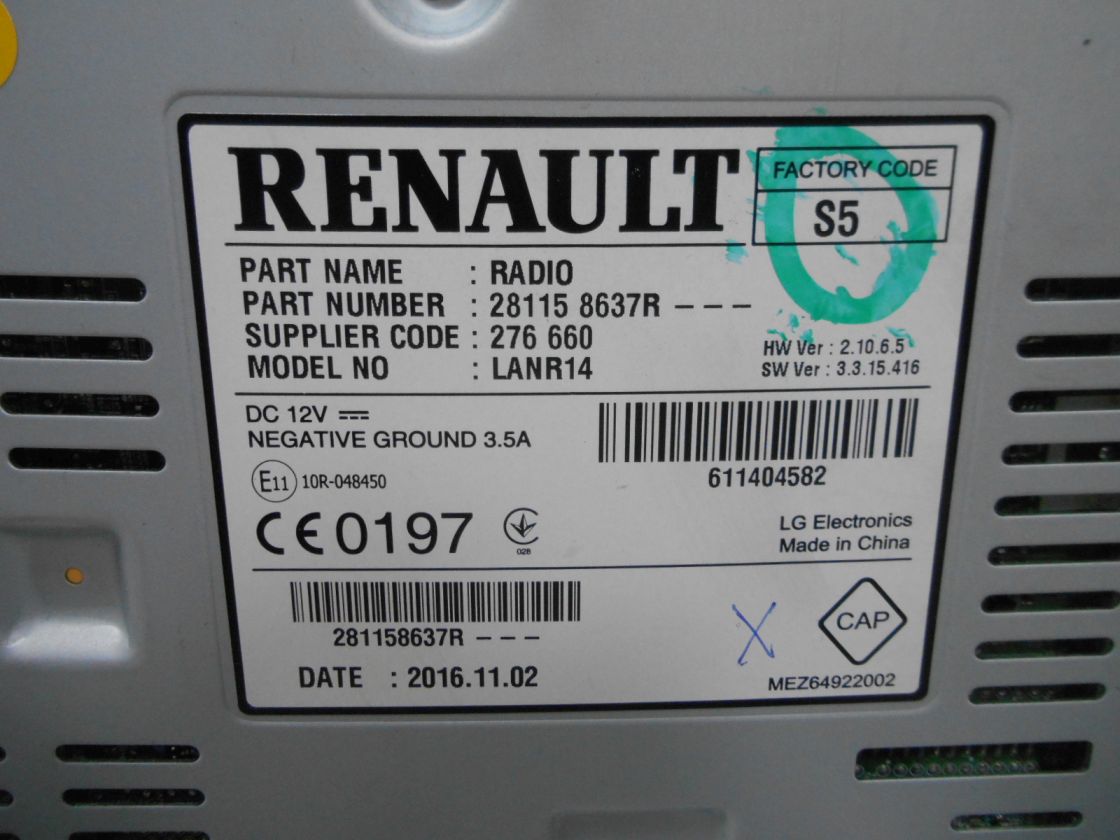 RENAULT
FACTORY CODE
S5
PART NAME : RADIO
PART NUMBER : 28115 8637R - - -
SUPPLIER CODE : 276 660
MODEL NO : LANR14
HW Ver : 2.10.6.5
SW Ver : 3.3.15.416
DC 12V
NEGATIVE GROUND 3.5A
611404582
E11 10R-048450
CE0197
028
LG Electronics
Made in China
281158637R - - -
DATE : 2016.11.02
X
CAP
MEZ64922002